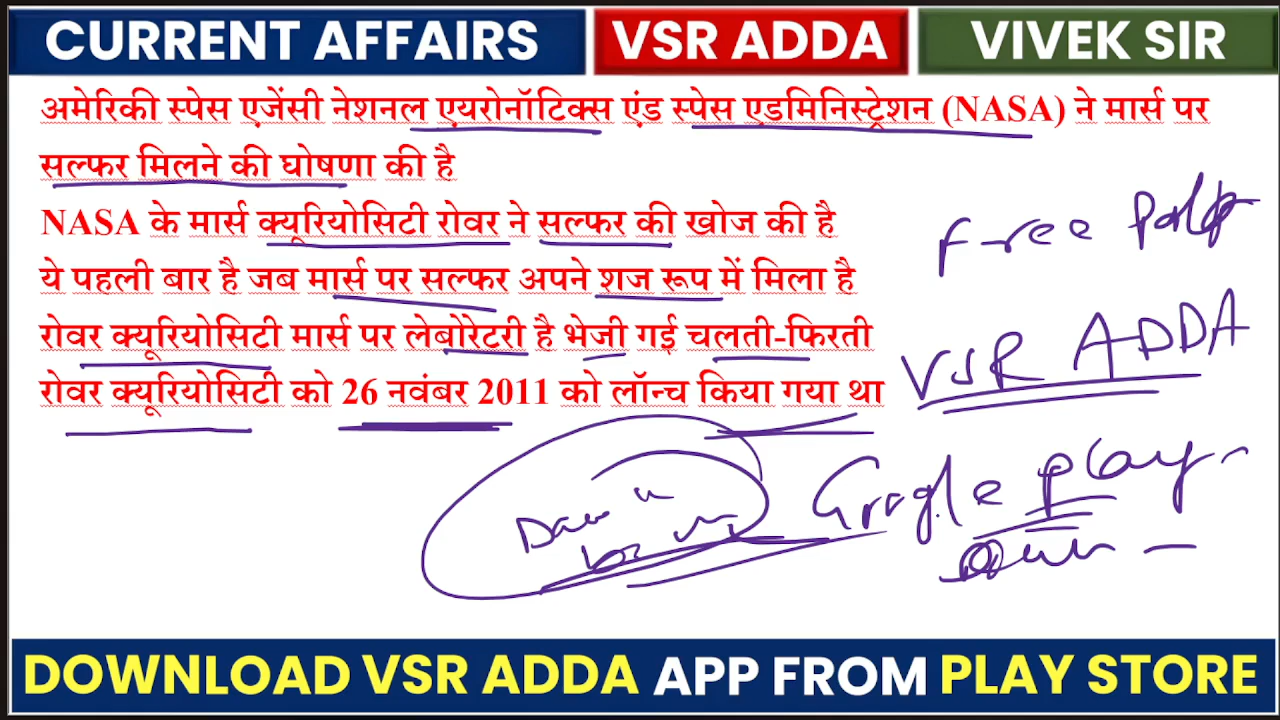 CURRENT AFFAIRS VSR ADDA VIVEK SIR
अमेरिकी स्पेस एजेंसी नेशनल एयरोनॉटिक्स एंड स्पेस एडमिनिस्ट्रेशन (NASA) ने मार्स पर
सल्फर मिलने की घोषणा की है
NASA के मार्स क्यूरियोसिटी रोवर ने सल्फर की खोज की है
ये पहली बार है जब मार्स पर सल्फर अपने शज रूप में मिला है
रोवर क्यूरियोसिटी मार्स पर लेबोरेटरी है भेजी गई चलती-फिरती
रोवर क्यूरियोसिटी को 26 नवंबर 2011 को लॉन्च किया गया था
Free
VSR ADDA
Google play
DOWNLOAD VSR ADDA APP FROM PLAY STORE